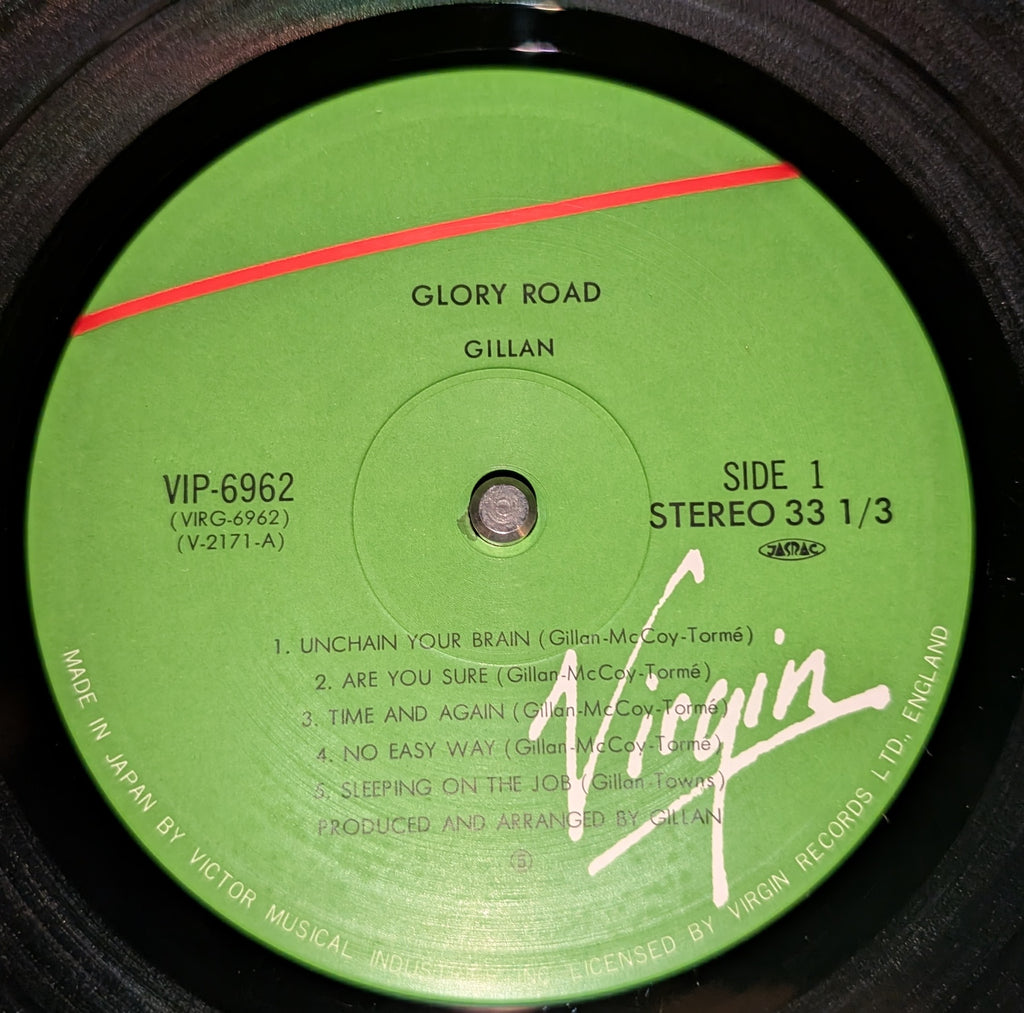 GLORY ROAD
GILLAN
VIP-6962
(VIRG-6962)
(V-2171-A)
SIDE 1
STEREO 33 1/3
JASRAC
1. UNCHAIN YOUR BRAIN (Gillan-McCoy-Tormé)
2. ARE YOU SURE (Gillan-McCoy-Tormé)
3. TIME AND AGAIN (Gillan-McCoy-Tormé)
4. NO EASY WAY (Gillan-McCoy-Tormé)
5. SLEEPING ON THE JOB (Gillan-Towns)
PRODUCED AND ARRANGED BY GILLAN
Virgin
MADE IN JAPAN BY VICTOR MUSICAL INDUSTRIES, INC. LICENSED BY VIRGIN RECORDS LTD., ENGLAND